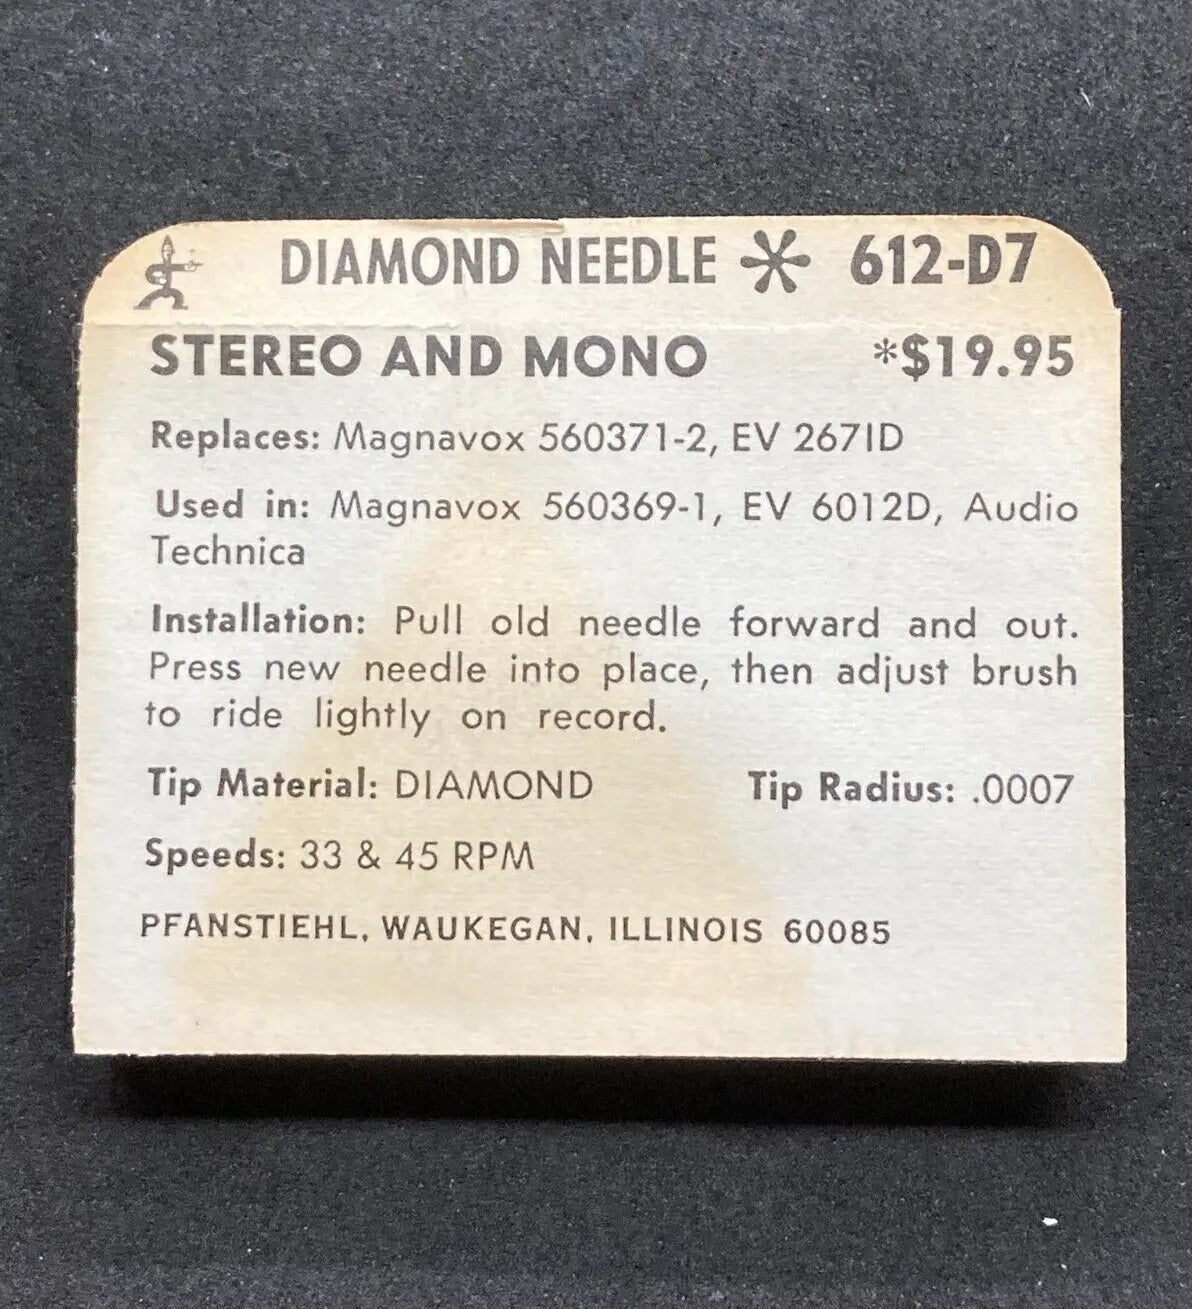 DIAMOND NEEDLE * 612-D7
STEREO AND MONO *$19.95
Replaces: Magnavox 560371-2, EV 267ID
Used in: Magnavox 560369-1, EV 6012D, Audio
Technica
Installation: Pull old needle forward and out.
Press new needle into place, then adjust brush
to ride lightly on record.
Tip Material: DIAMOND Tip Radius: .0007
Speeds: 33 & 45 RPM
PFANSTIEHL, WAUKEGAN, ILLINOIS 60085